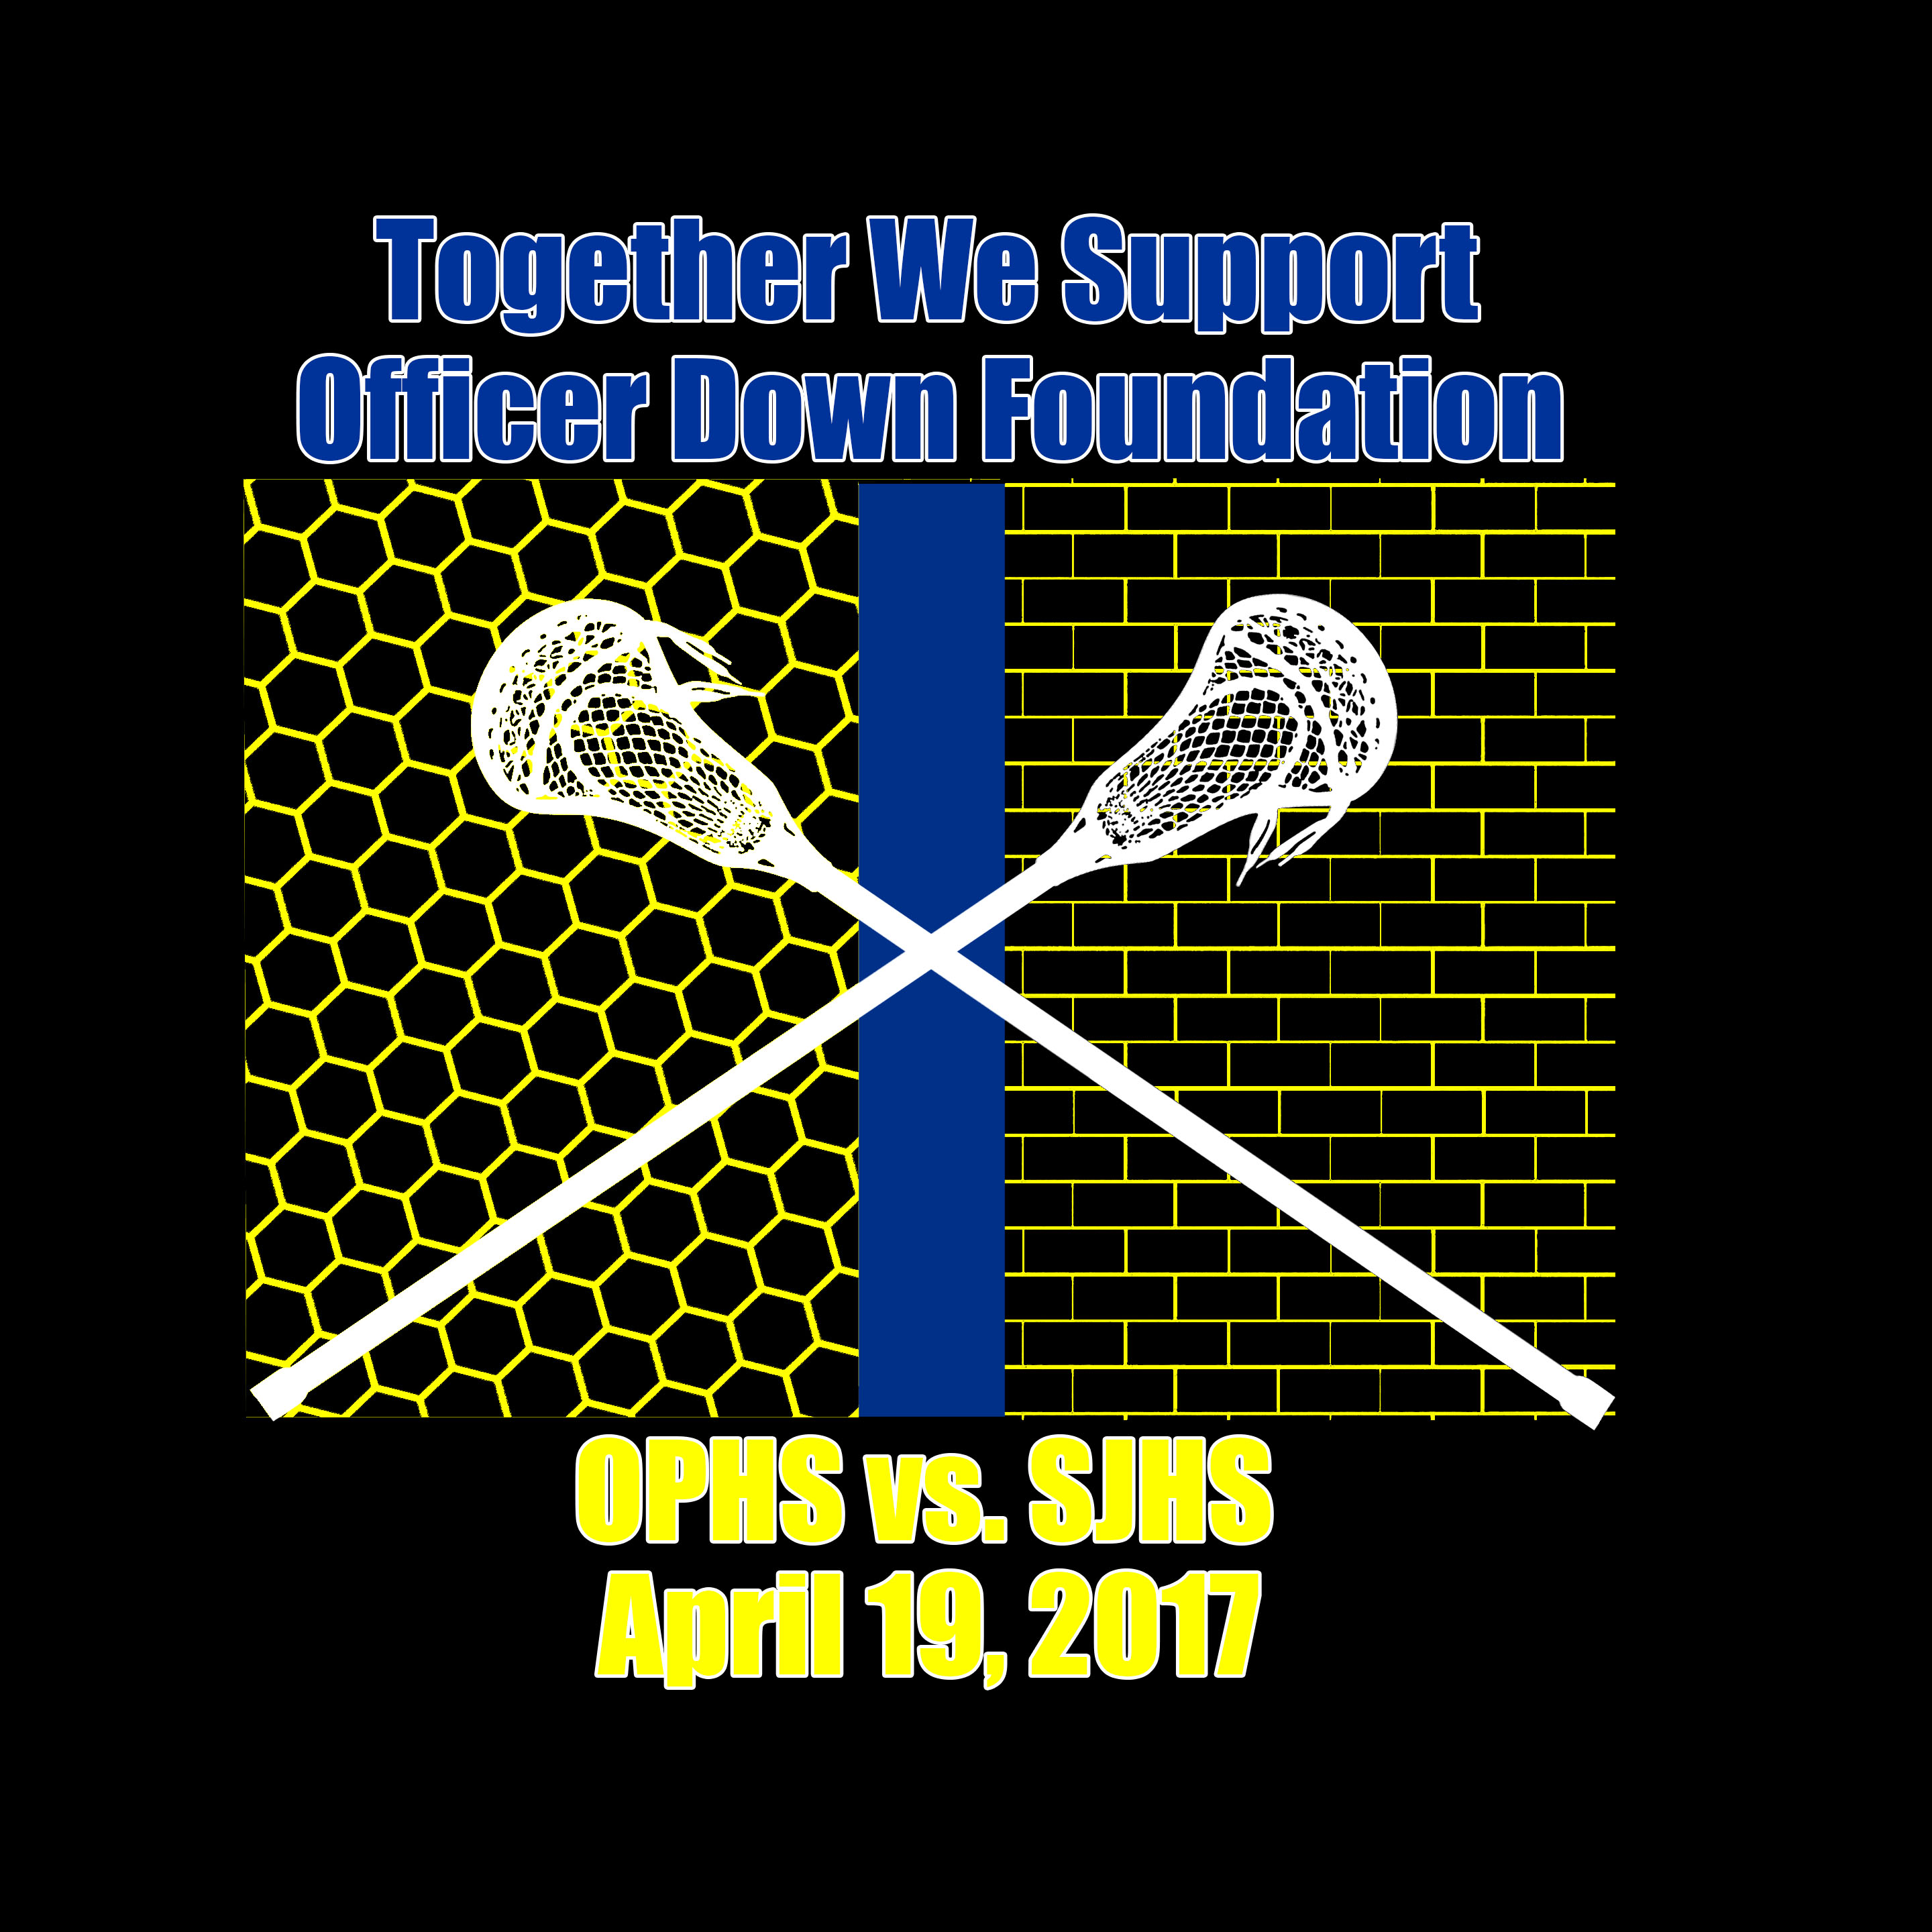 Together We Support
Officer Down Foundation
OPHS vs. SJHS
April 19, 2017